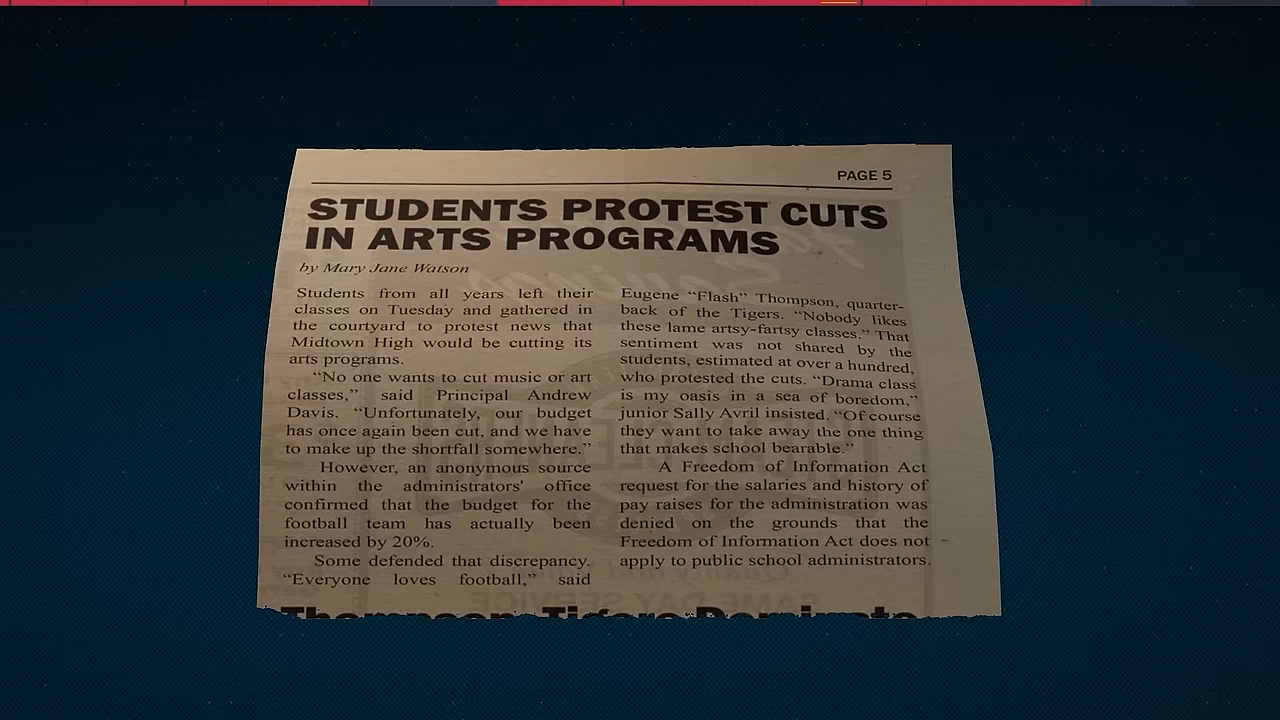 PAGE 5
STUDENTS PROTEST CUTS
IN ARTS PROGRAMS
by Mary Jane Watson
Students from all years left their
classes on Tuesday and gathered in
the courtyard to protest news that
Midtown High would be cutting its
arts programs.
“No one wants to cut music or art
classes,” said Principal Andrew
Davis. “Unfortunately, our budget
has once again been cut, and we have
to make up the shortfall somewhere.”
However, an anonymous source
within the administrators' office
confirmed that the budget for the
football team has actually been
increased by 20%.
Some defended that discrepancy.
“Everyone loves football,” said
Eugene “Flash” Thompson, quarter-
back of the Tigers. “Nobody likes
these lame artsy-fartsy classes.” That
sentiment was not shared by the
students, estimated at over a hundred,
who protested the cuts. “Drama class
is my oasis in a sea of boredom,”
junior Sally Avril insisted. “Of course
they want to take away the one thing
that makes school bearable.”
A Freedom of Information Act
request for the salaries and history of
pay raises for the administration was
denied on the grounds that the
Freedom of Information Act does not
apply to public school administrators.
Thompson, Tigers Dominate
SAME DAY SERVICE